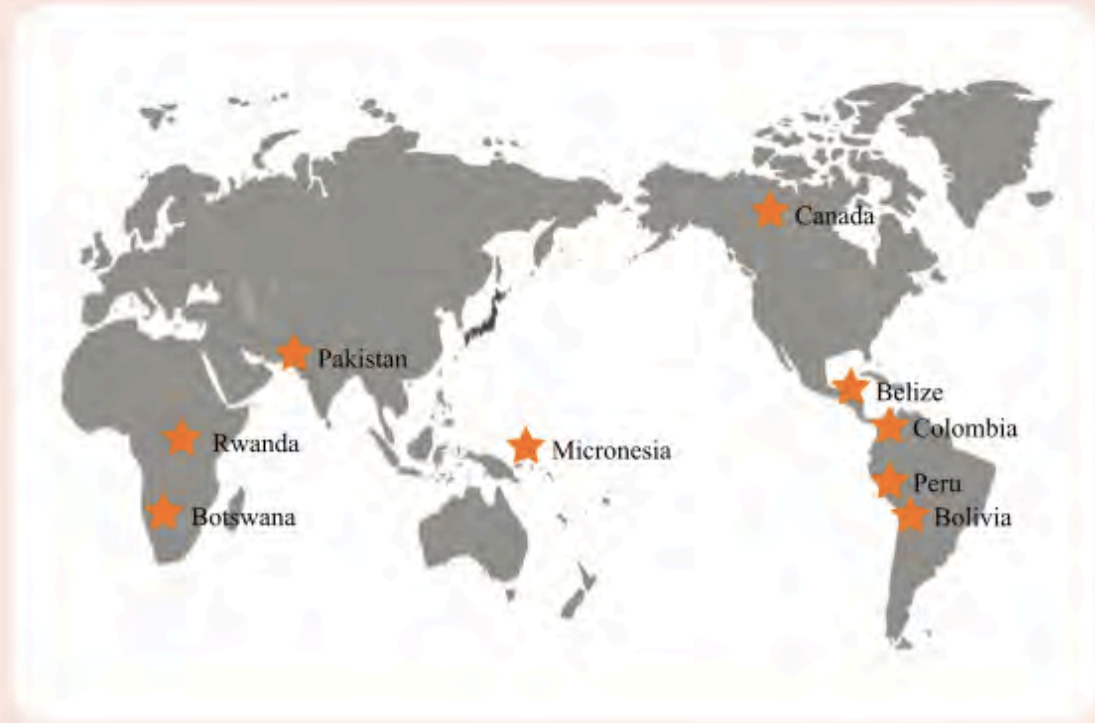 Canada
Pakistan
Belize
Colombia
Rwanda
Micronesia
Peru
Botswana
Bolivia